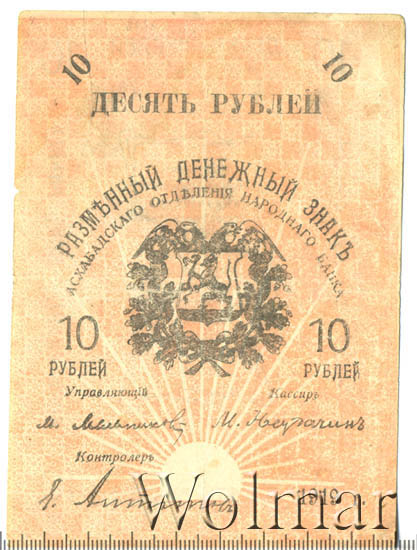 10 10
ДЕСЯТЬ РУБЛЕЙ
РАЗМѢННЫЙ ДЕНЕЖНЫЙ ЗНАКЪ
АСХАБАДСКАГО ОТДѢЛЕНІЯ НАРОДНАГО БАНКА
10 10
РУБЛЕЙ РУБЛЕЙ
Управляющій Кассиръ
М.
Контролеръ
1919 г.
Wolmar